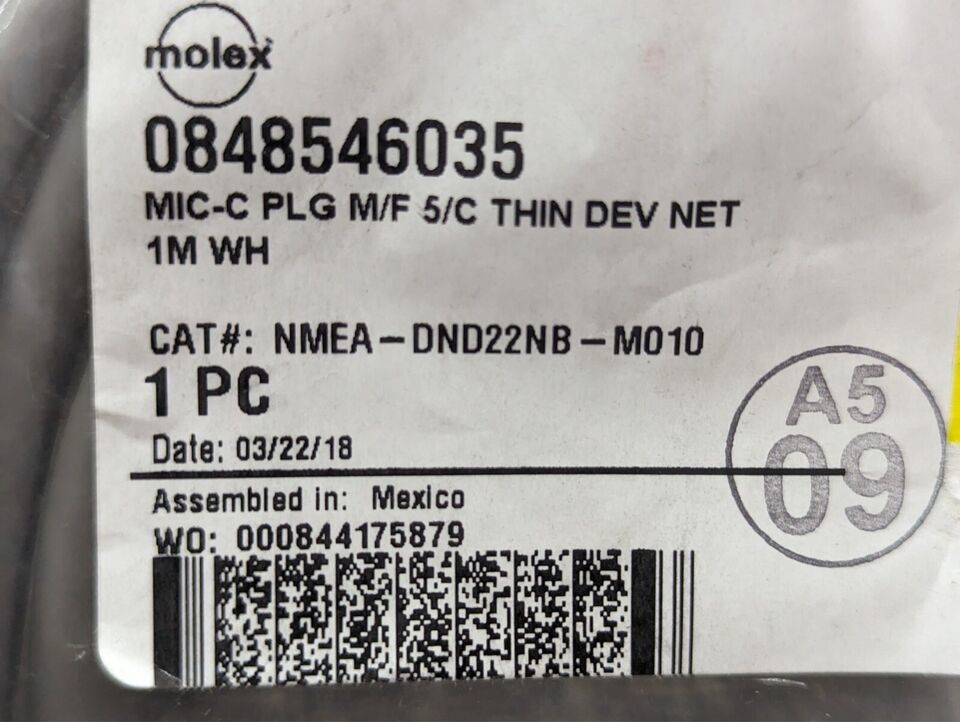 molex
0848546035
MIC-C PLG M/F 5/C THIN DEV NET
1M WH
CAT#: NMEA-DND22NB-M010
1 PC
Date: 03/22/18
Assembled in: Mexico
WO: 000844175879
A5
09